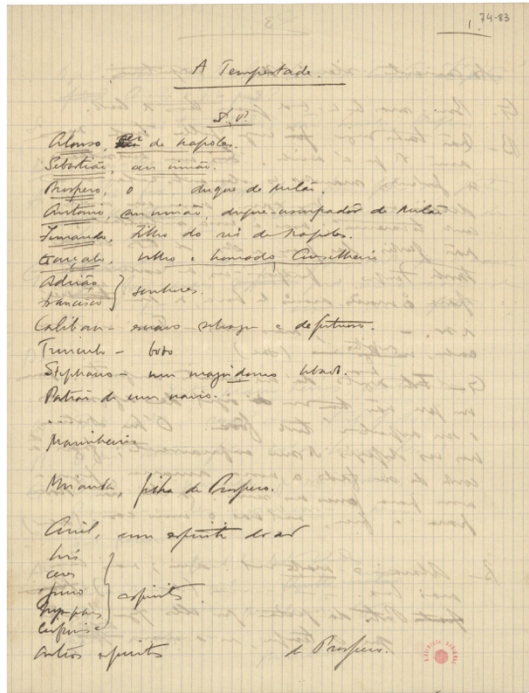 1.
74-83
A Tempestade.
D. P.
Alonso, rei de Napoles.
Sebastião, seu irmão.
Prospero, o duque de Milão.
Antonio, seu irmão, duque-usurpador de Milão
Fernando, filho do rei de Napoles.
Gonçalo, velho e honrado, Conselheiro
Adrião
Francisco } senhores.
Caliban – escravo selvagem e disforme.
Trinculo – bobo
Stephano – um mordomo bebado.
Patrão de um navio.
Marinheiros
Miranda, filha de Prospero.
Ariel, um espirito do ar
Iris
Ceres
Juno
Nymphas
Ceifeiros } espiritos.
Outros espiritos de Prospero.